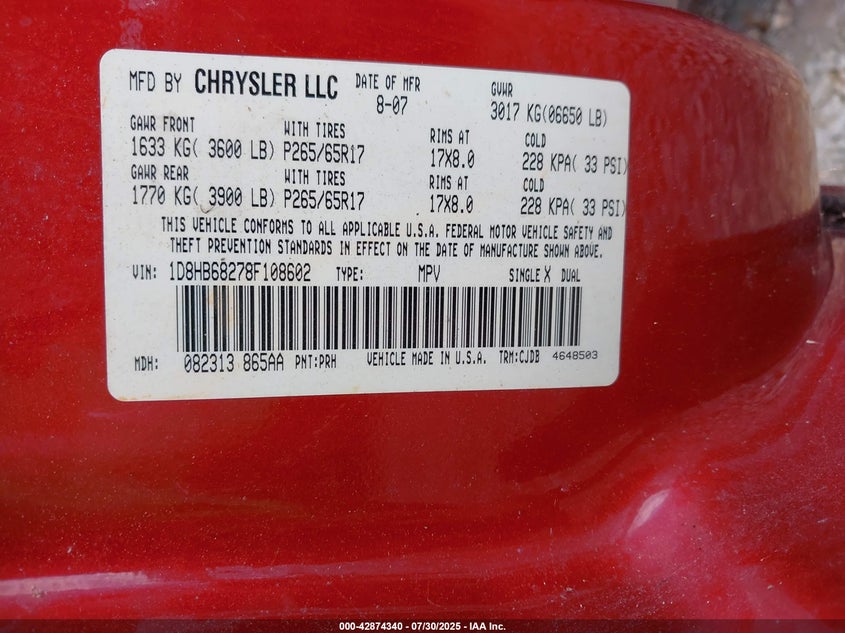 MFD BY CHRYSLER LLC DATE OF MFR GVWR
8-07 3017 KG(06650 LB)
GAWR FRONT WITH TIRES RIMS AT COLD
1633 KG( 3600 LB) P265/65R17 17X8.0 228 KPA( 33 PSI)
GAWR REAR WITH TIRES RIMS AT COLD
1770 KG( 3900 LB) P265/65R17 17X8.0 228 KPA( 33 PSI)
THIS VEHICLE CONFORMS TO ALL APPLICABLE U.S.A. FEDERAL MOTOR VEHICLE SAFETY AND
THEFT PREVENTION STANDARDS IN EFFECT ON THE DATE OF MANUFACTURE SHOWN ABOVE.
VIN: 1D8HB68278F108602 TYPE: MPV SINGLE X DUAL
MDH: 082313 865AA PNT:PRH VEHICLE MADE IN U.S.A. TRM:CJDB 4648503
000-42874340 | 07/30/2025 - IAA Inc.